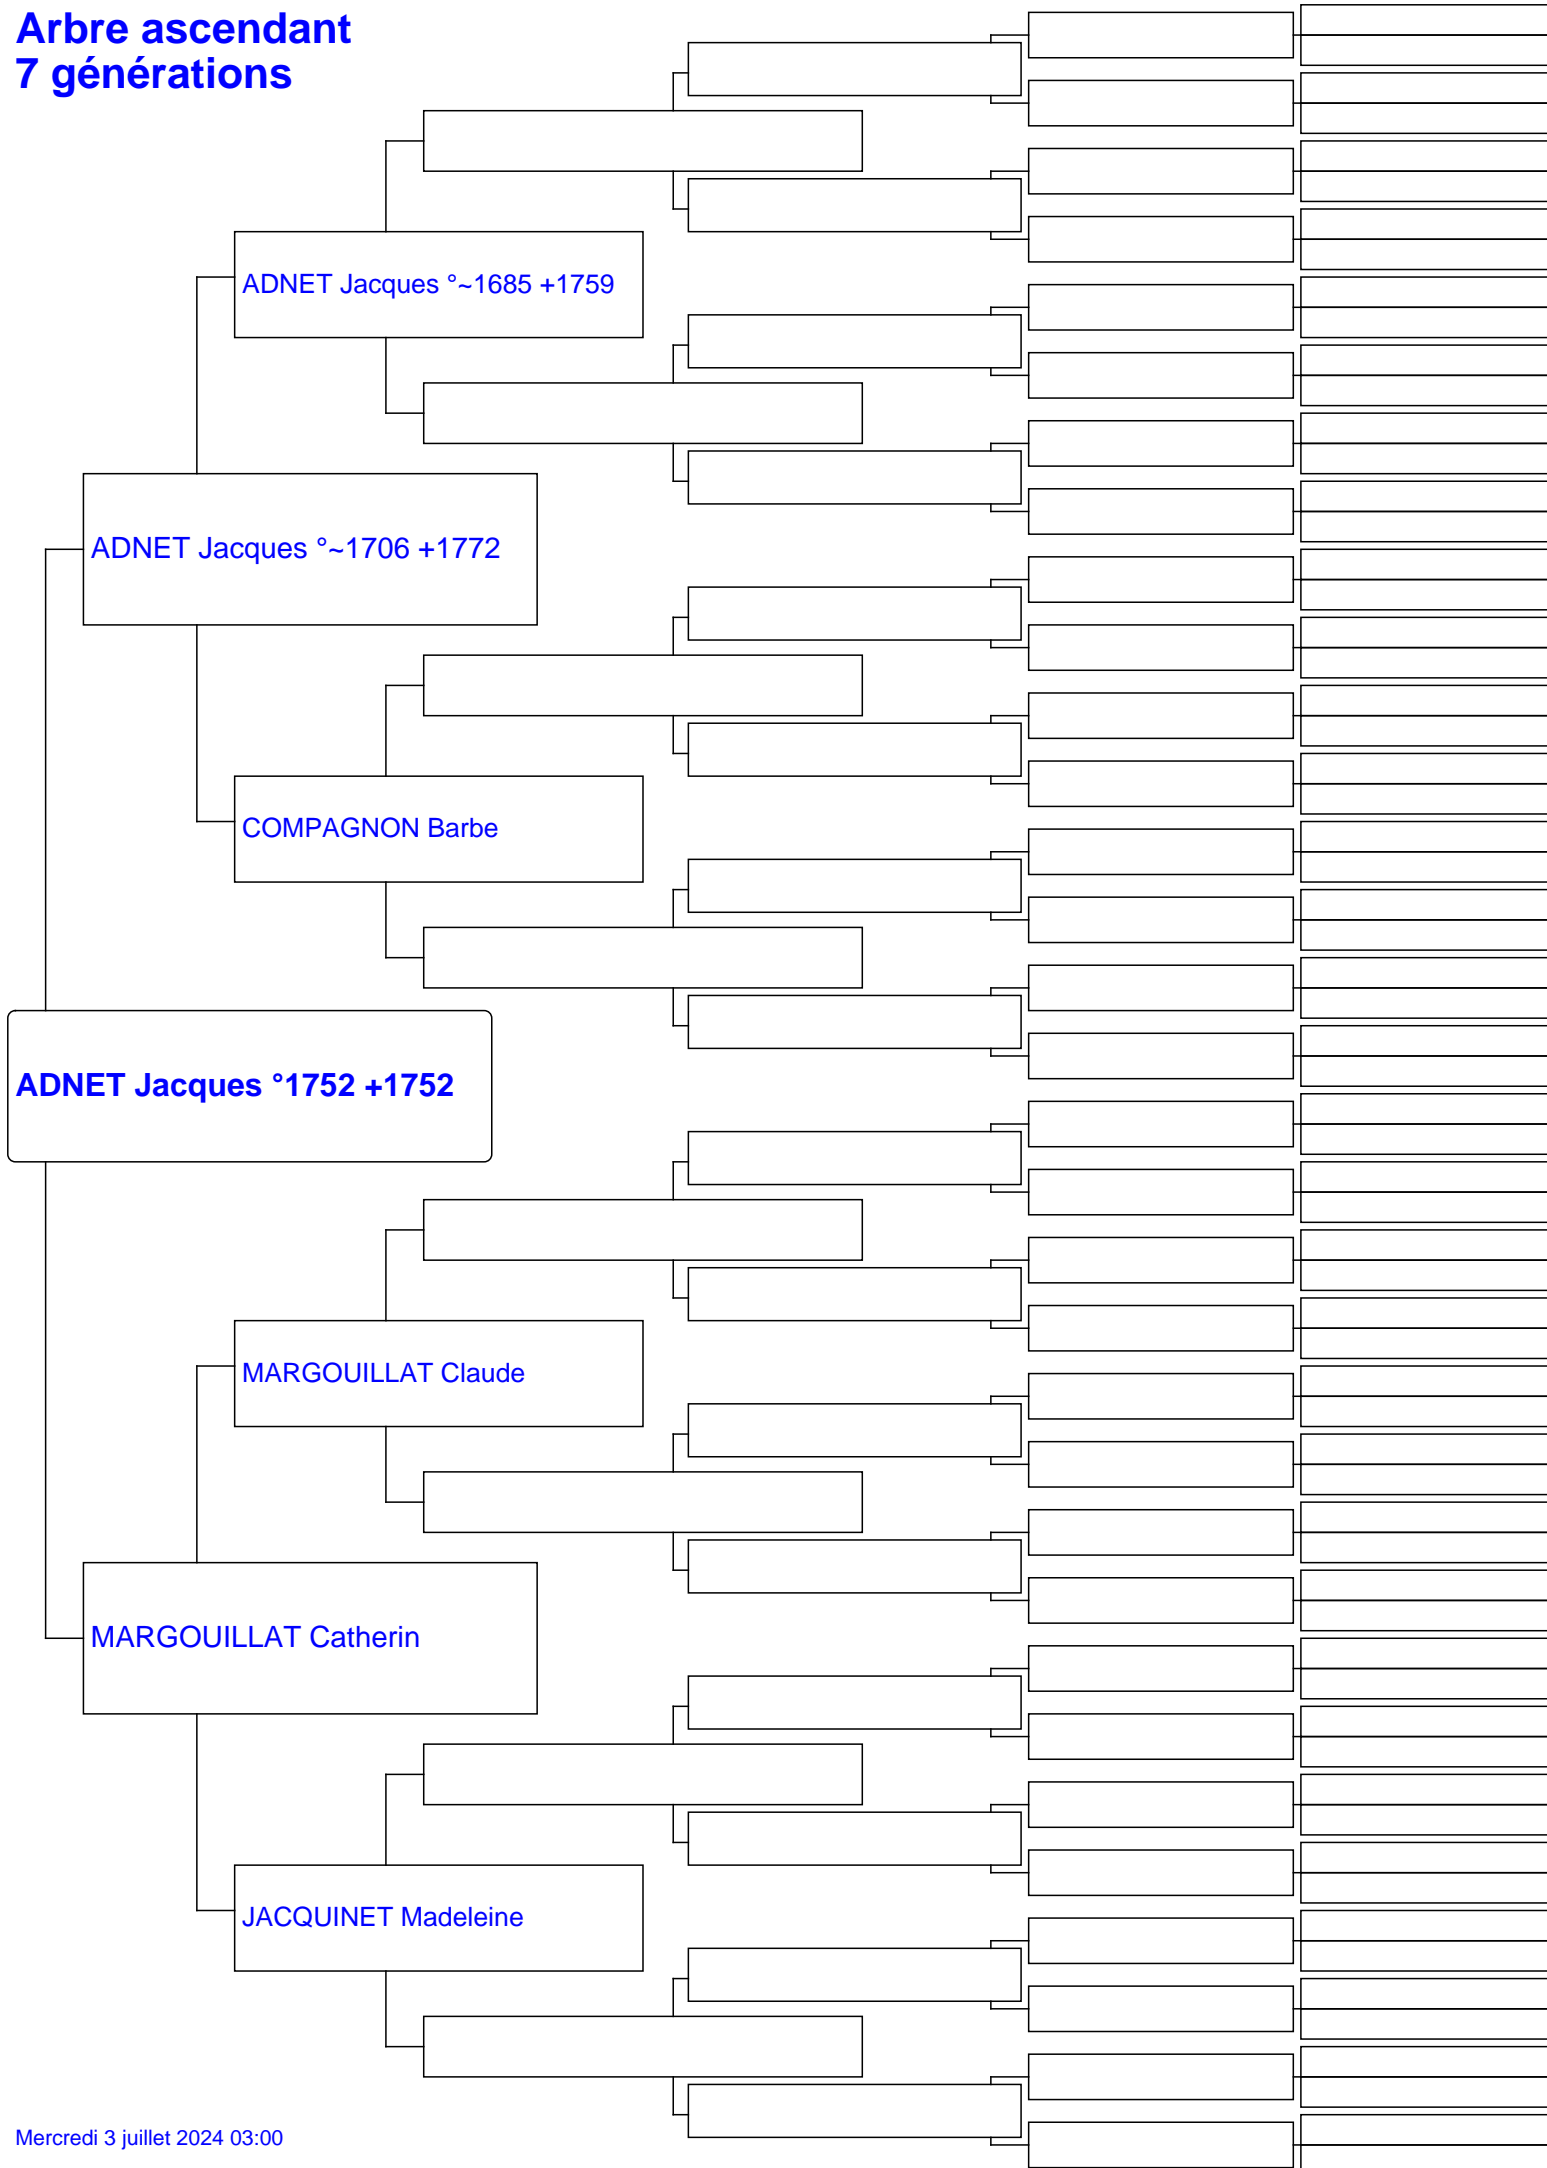 Arbre ascendant
7 générations
ADNET Jacques °~1685 +1759
ADNET Jacques °~1706 +1772
COMPAGNON Barbe
ADNET Jacques °1752 +1752
MARGOUILLAT Claude
MARGOUILLAT Catherin
JACQUINET Madeleine
Mercredi 3 juillet 2024 03:00